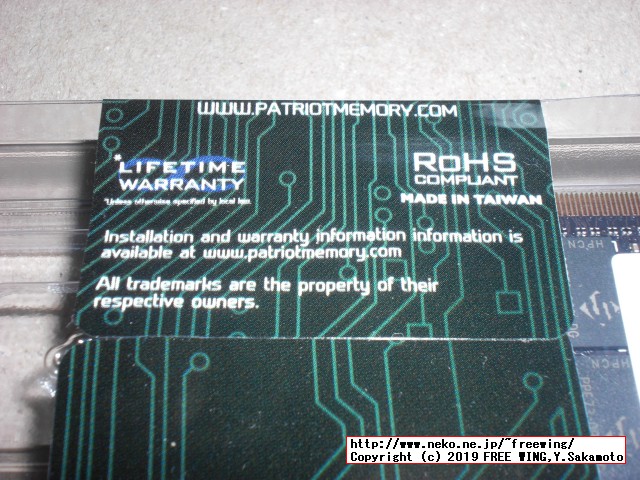 WWW.PATRIOTMEMORY.COM
*LIFETIME
WARRANTY
*Unless otherwise specified by local law.
RoHS
COMPLIANT
MADE IN TAIWAN
Installation and warranty information information is
available at www.patriotmemory.com
All trademarks are the property of their
respective owners.
HPCN
HPCN
http://www.neko.ne.jp/~freewing/
Copyright (c) 2019 FREE WING,Y.Sakamoto